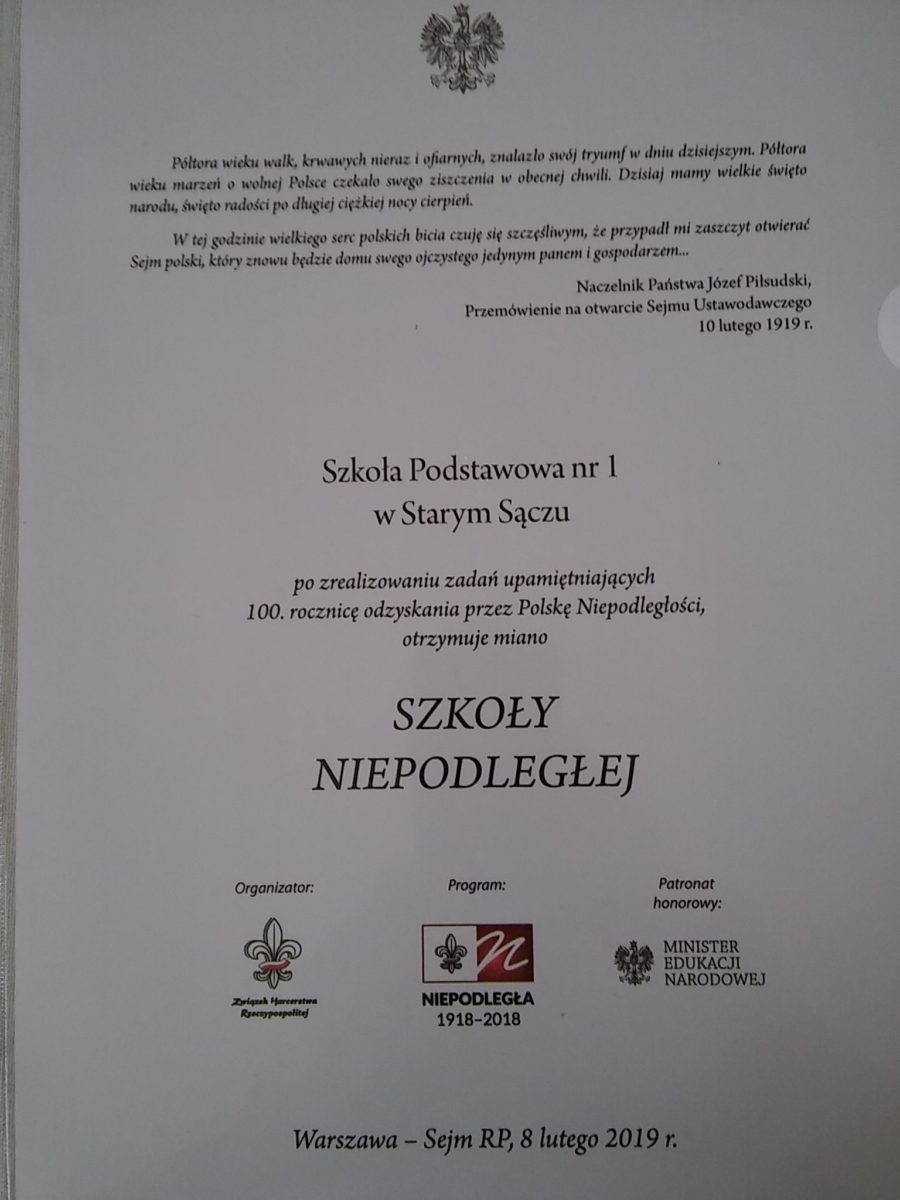 Półtora wieku walk, krwawych nieraz i ofiarnych, znalazło swój tryumf w dniu dzisiejszym. Półtora
wieku marzeń o wolnej Polsce czekało swego ziszczenia w obecnej chwili. Dzisiaj mamy wielkie święto
narodu, święto radości po długiej ciężkiej nocy cierpień.
W tej godzinie wielkiego serc polskich bicia czuję się szczęśliwym, że przypadł mi zaszczyt otwierać
Sejm polski, który znowu będzie domu swego ojczystego jedynym panem i gospodarzem...
Naczelnik Państwa Józef Piłsudski,
Przemówienie na otwarcie Sejmu Ustawodawczego
10 lutego 1919 r.
Szkoła Podstawowa nr 1
w Starym Sączu
po zrealizowaniu zadań upamiętniających
100. rocznicę odzyskania przez Polskę Niepodległości,
otrzymuje miano
SZKOŁY
NIEPODLEGŁEJ
Organizator:
Związek Harcerstwa
Rzeczypospolitej
Program:
n
NIEPODLEGŁA
1918–2018
Patronat
honorowy:
MINISTER
EDUKACJI
NARODOWEJ
Warszawa – Sejm RP, 8 lutego 2019 r.